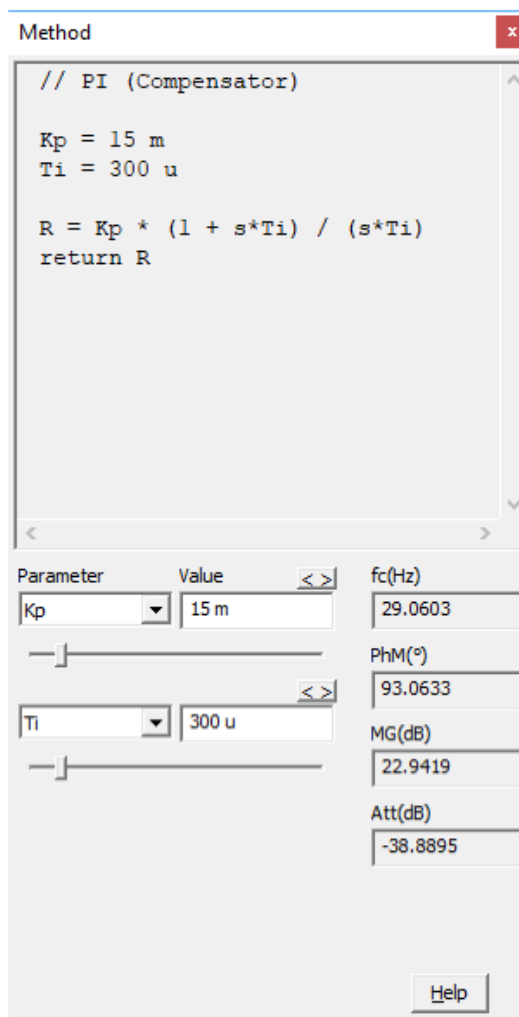 Method
x
// PI (Compensator)
Kp = 15 m
Ti = 300 u
R = Kp * (1 + s*Ti) / (s*Ti)
return R
Parameter Value < > fc(Hz)
Kp 15 m 29.0603
PhM(°)
< > 93.0633
Ti 300 u MG(dB)
22.9419
Att(dB)
-38.8895
Help